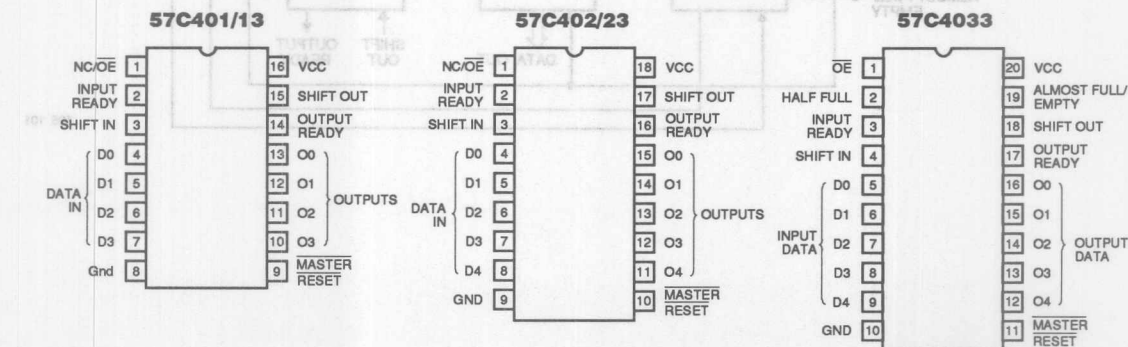 57C401/13
NC/OE 1
16 VCC
INPUT
READY 2
15 SHIFT OUT
SHIFT IN 3
14 OUTPUT
READY
D0 4
13 O0
D1 5
12 O1
D2 6
11 O2
D3 7
10 O3
DATA
IN
OUTPUTS
Gnd 8
9 MASTER
RESET
57C402/23
NC/OE 1
18 VCC
INPUT
READY 2
17 SHIFT OUT
SHIFT IN 3
16 OUTPUT
READY
D0 4
15 O0
D1 5
14 O1
D2 6
13 O2
D3 7
12 O3
D4 8
11 O4
DATA
IN
OUTPUTS
GND 9
10 MASTER
RESET
57C4033
OE 1
20 VCC
HALF FULL 2
19 ALMOST FULL/
EMPTY
INPUT
READY 3
18 SHIFT OUT
SHIFT IN 4
17 OUTPUT
READY
D0 5
16 O0
D1 6
15 O1
D2 7
14 O2
D3 8
13 O3
D4 9
12 O4
INPUT
DATA
OUTPUT
DATA
GND 10
11 MASTER
RESET
EMPTY
SHIFT
OUT
OUTPUT
READY